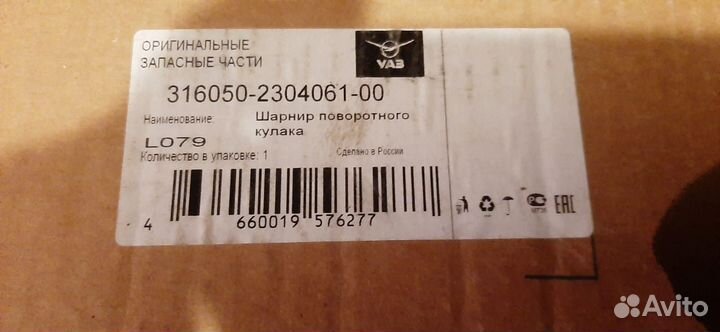 ОРИГИНАЛЬНЫЕ
ЗАПАСНЫЕ ЧАСТИ
УАЗ
316050-2304061-00
Наименование: Шарнир поворотного
кулака
L079
Количество в упаковке: 1 Сделано в России
4 660019 576277
EAC
Avito